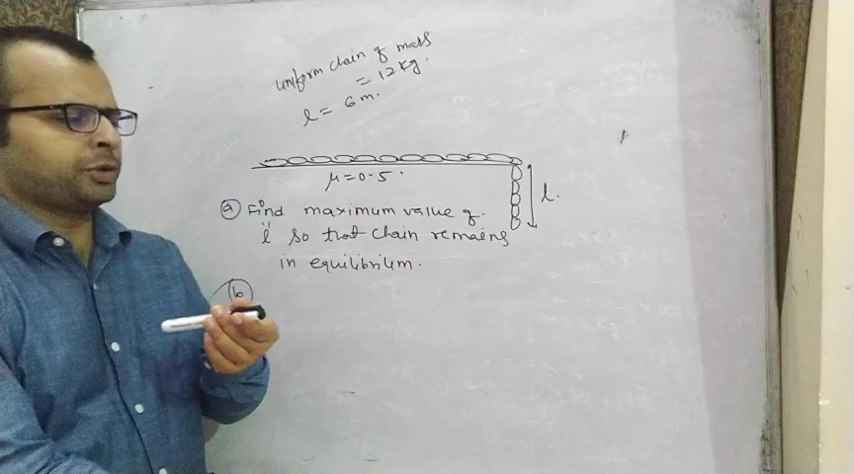 uniform chain of mass
= 12 kg.
l = 6 m.
μ = 0.5.
l.
(a) Find maximum value of.
"l" so that chain remains
in equilibrium.
(b)